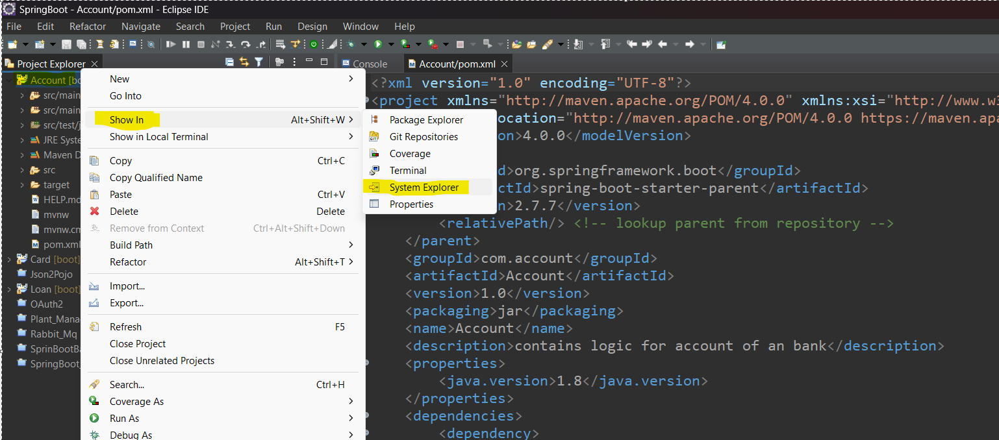 SpringBoot - Account/pom.xml - Eclipse IDE
File Edit Refactor Navigate Search Project Run Design Window Help
Project Explorer
Console
Account/pom.xml
Account [bo
src/main
src/main
src/test/j
JRE Syste
Maven D
src
target
HELP.md
mvnw
mvnw.cm
pom.xml
Card [boot]
Json2Pojo
Loan [boot]
OAuth2
Plant_Mana
Rabbit_Mq
SprinBootBa
SpringBoot_
New
Go Into
Show In Alt+Shift+W
Show in Local Terminal
Copy Ctrl+C
Copy Qualified Name
Paste Ctrl+V
Delete Delete
Remove from Context Ctrl+Alt+Shift+Down
Build Path
Refactor Alt+Shift+T
Import...
Export...
Refresh F5
Close Project
Close Unrelated Projects
Search... Ctrl+H
Coverage As
Run As
Debug As
Package Explorer
Git Repositories
Coverage
Terminal
System Explorer
Properties
<?xml version="1.0" encoding="UTF-8"?>
<project xmlns="http://maven.apache.org/POM/4.0.0" xmlns:xsi="http://www.w3
ocation="http://maven.apache.org/POM/4.0.0 https://maven.apa
on>4.0.0</modelVersion>
d>org.springframework.boot</groupId>
ctId>spring-boot-starter-parent</artifactId>
n>2.7.7</version>
<relativePath/> <!-- lookup parent from repository -->
</parent>
<groupId>com.account</groupId>
<artifactId>Account</artifactId>
<version>1.0</version>
<packaging>jar</packaging>
<name>Account</name>
<description>contains logic for account of an bank</description>
<properties>
<java.version>1.8</java.version>
</properties>
<dependencies>
<dependency>